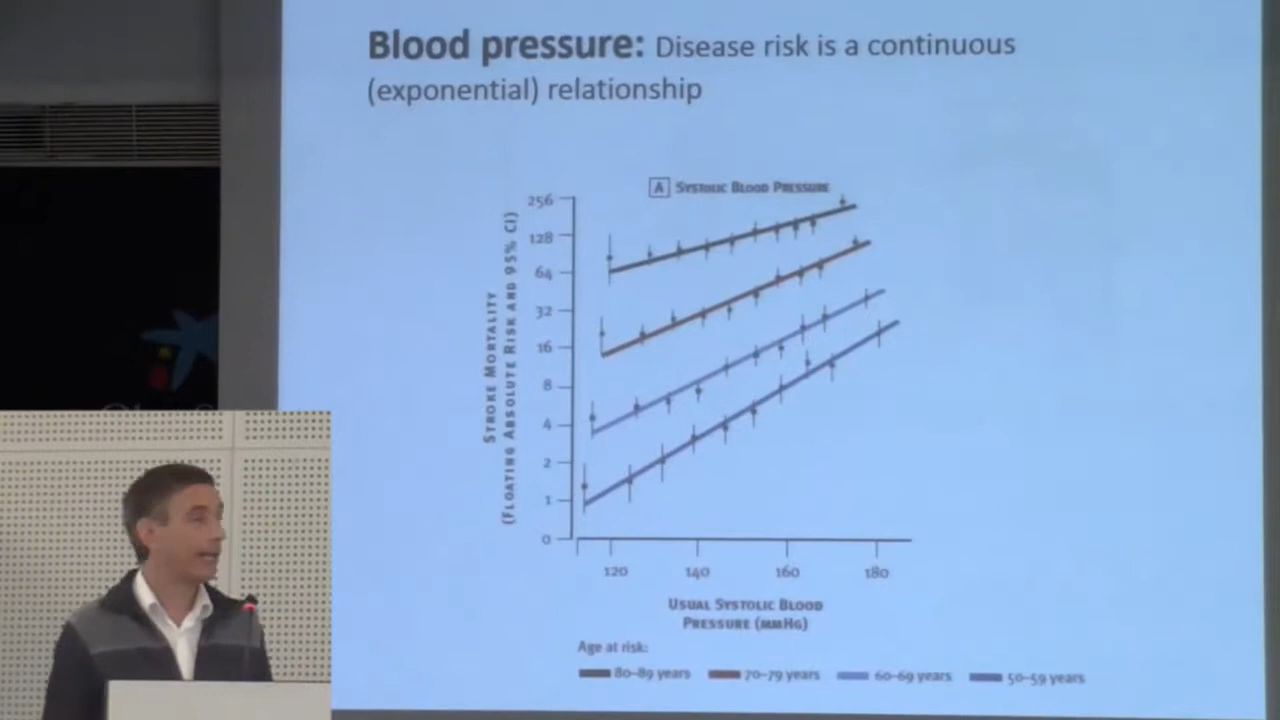 Blood pressure: Disease risk is a continuous
(exponential) relationship
A Systolic Blood Pressure
256
128
64
32
16
8
4
2
1
0
Stroke Mortality
(Floating Absolute Risk and 95% CI)
120 140 160 180
Usual Systolic Blood
Pressure (mmHg)
Age at risk:
80–89 years 70–79 years 60–69 years 50–59 years